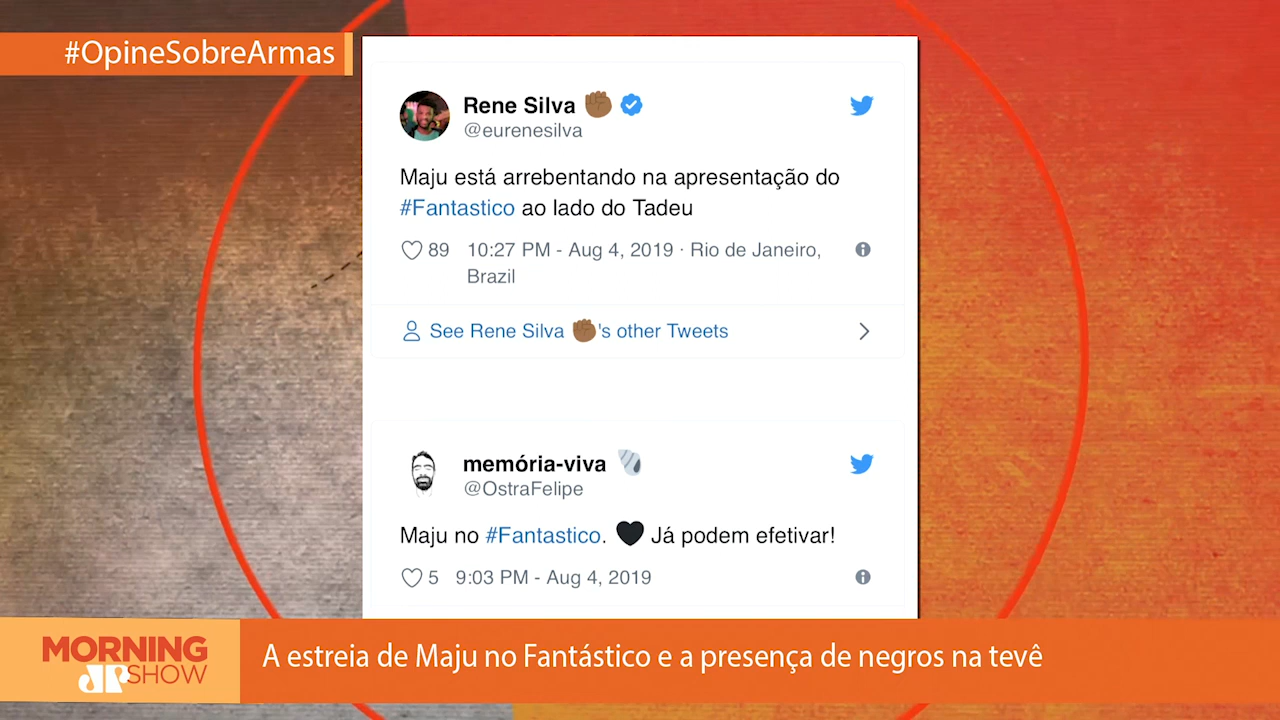 #OpineSobreArmas
Rene Silva ✊🏾
@eurenesilva
Maju está arrebentando na apresentação do
#Fantastico ao lado do Tadeu
89 10:27 PM - Aug 4, 2019 · Rio de Janeiro,
Brazil
See Rene Silva ✊🏾's other Tweets
memória-viva 🦪
@OstraFelipe
Maju no #Fantastico. 🖤 Já podem efetivar!
5 9:03 PM - Aug 4, 2019
MORNING
JP SHOW
A estreia de Maju no Fantástico e a presença de negros na tevê